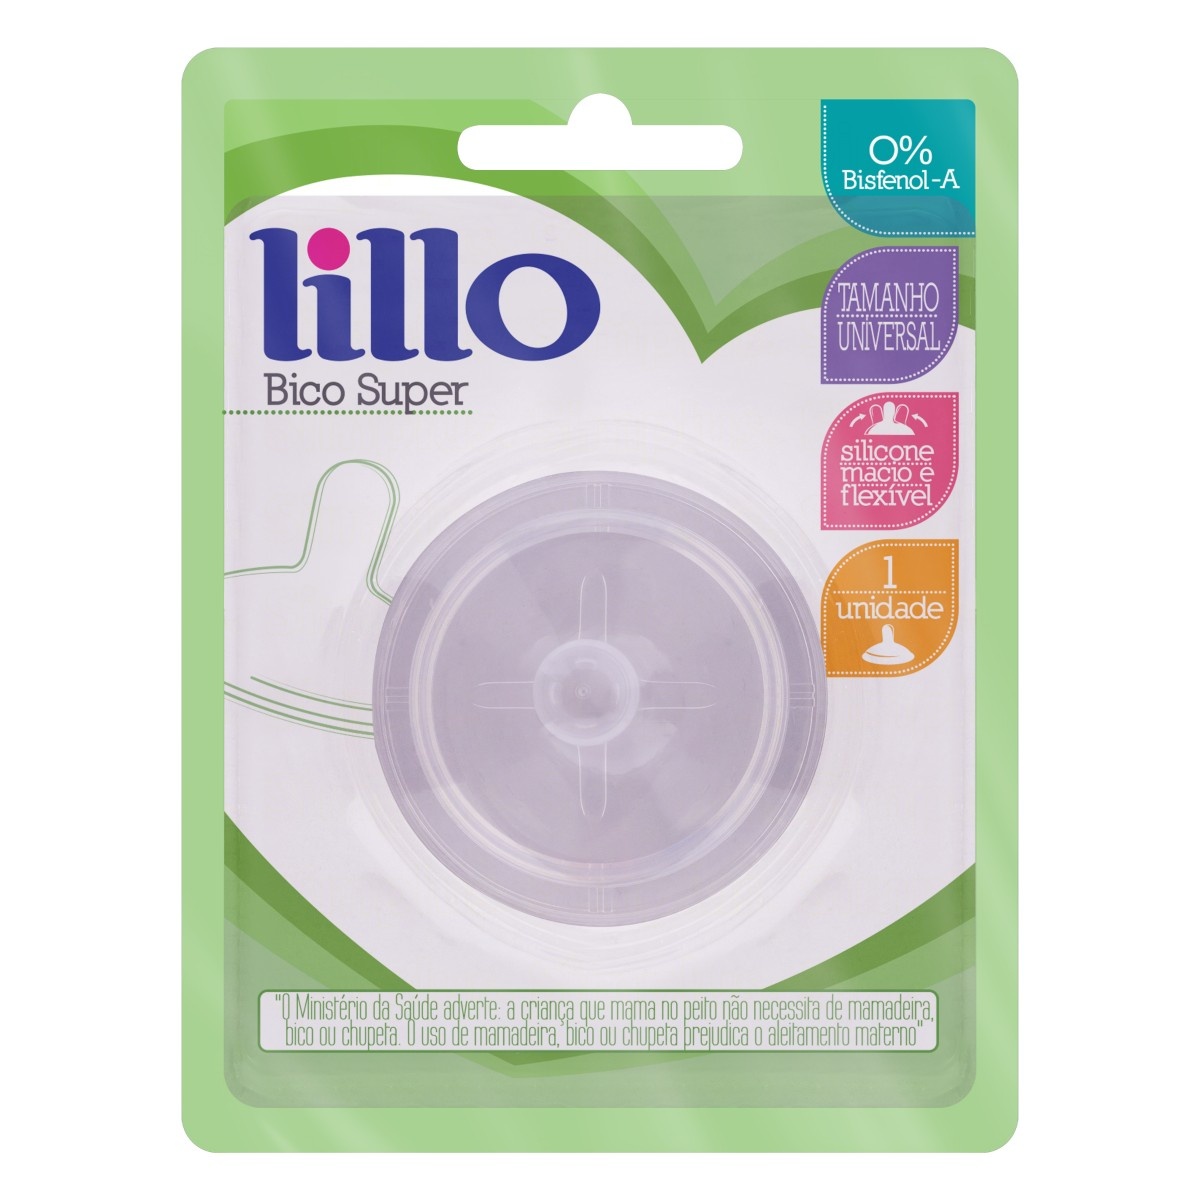 lillo
Bico Super
0%
Bisfenol-A
TAMANHO
UNIVERSAL
silicone
macio e
flexível
1
unidade
"O Ministério da Saúde adverte: a criança que mama no peito não necessita de mamadeira,
bico ou chupeta. O uso de mamadeira, bico ou chupeta prejudica o aleitamento materno"